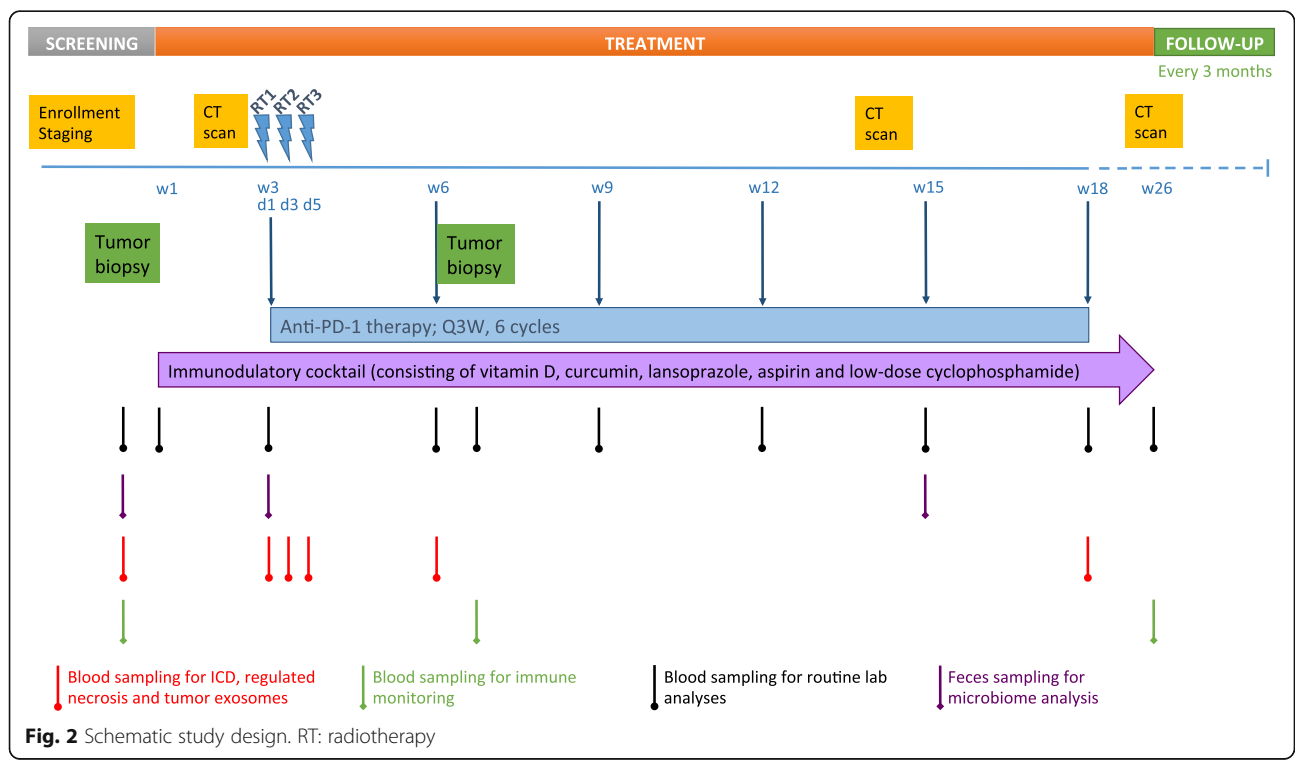 SCREENING
TREATMENT
FOLLOW-UP
Every 3 months
Enrollment
Staging
CT
scan
RT1
RT2
RT3
CT
scan
CT
scan
w1
w3
w6
w9
w12
w15
w18
w26
d1 d3 d5
Tumor
biopsy
Tumor
biopsy
Anti-PD-1 therapy; Q3W, 6 cycles
Immunodulatory cocktail (consisting of vitamin D, curcumin, lansoprazole, aspirin and low-dose cyclophosphamide)
Blood sampling for ICD, regulated
necrosis and tumor exosomes
Blood sampling for immune
monitoring
Blood sampling for routine lab
analyses
Feces sampling for
microbiome analysis
Fig. 2 Schematic study design. RT: radiotherapy